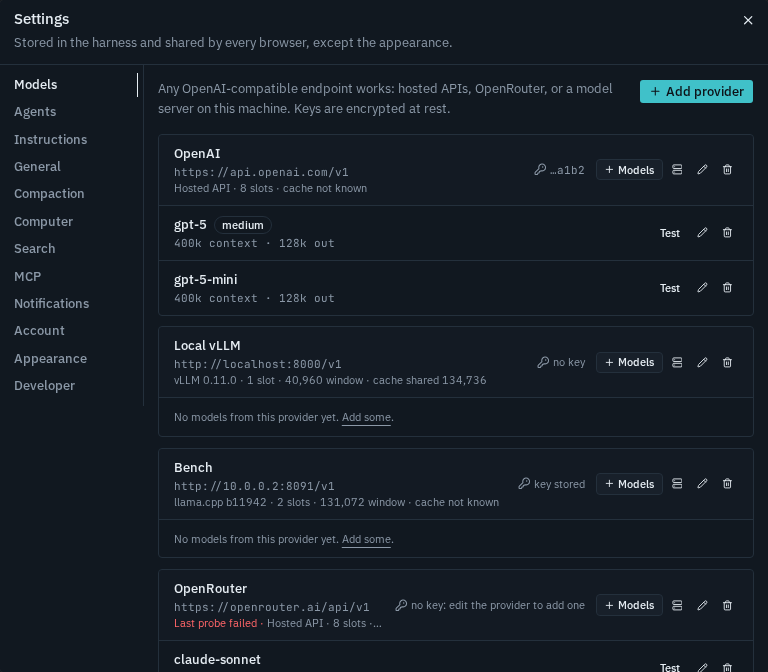 Settings
Stored in the harness and shared by every browser, except the appearance.
Models
Agents
Instructions
General
Compaction
Computer
Search
MCP
Notifications
Account
Appearance
Developer
Any OpenAI-compatible endpoint works: hosted APIs, OpenRouter, or a model
server on this machine. Keys are encrypted at rest.
+ Add provider
OpenAI
https://api.openai.com/v1
Hosted API · 8 slots · cache not known
…a1b2
+ Models
gpt-5 medium
400k context · 128k out
Test
gpt-5-mini
400k context · 128k out
Test
Local vLLM
http://localhost:8000/v1
vLLM 0.11.0 · 1 slot · 40,960 window · cache shared 134,736
no key
+ Models
No models from this provider yet. Add some.
Bench
http://10.0.0.2:8091/v1
llama.cpp b11942 · 2 slots · 131,072 window · cache not known
key stored
+ Models
No models from this provider yet. Add some.
OpenRouter
https://openrouter.ai/api/v1
Last probe failed · Hosted API · 8 slots ·...
no key: edit the provider to add one
+ Models
claude-sonnet
Test